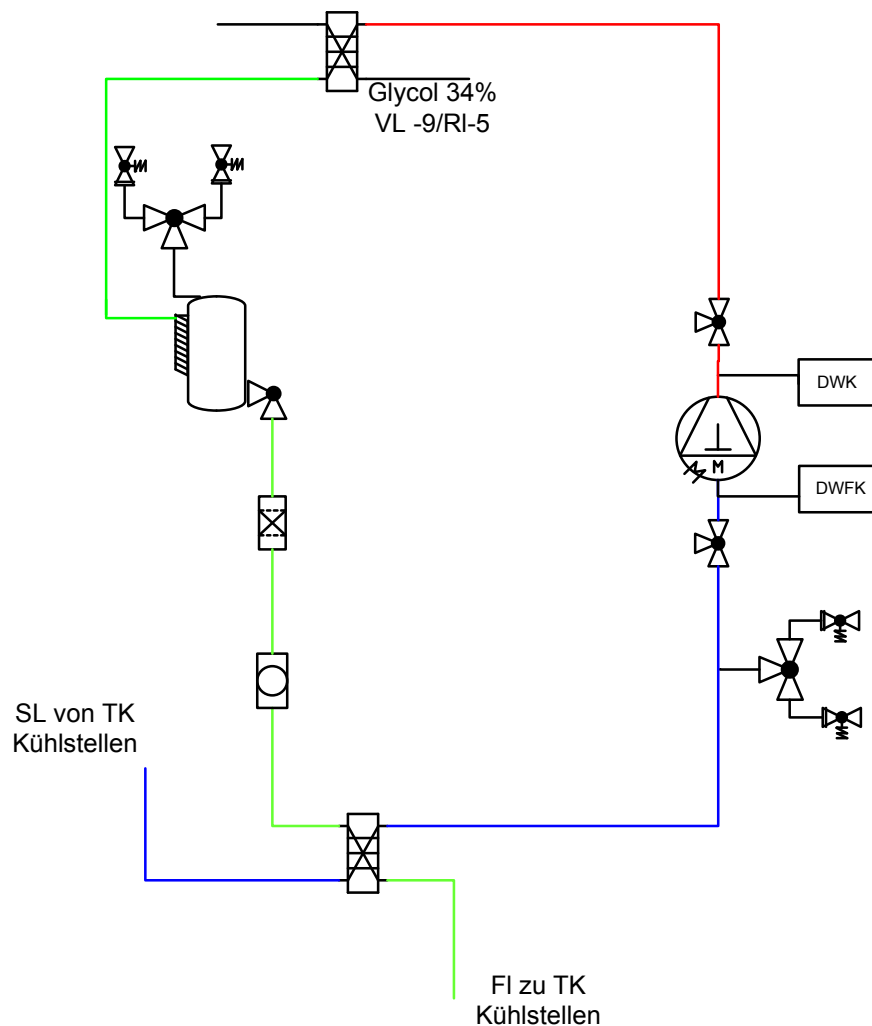 Glycol 34%
VL -9/Rl-5
DWK
M
DWFK
SL von TK
Kühlstellen
Fl zu TK
Kühlstellen